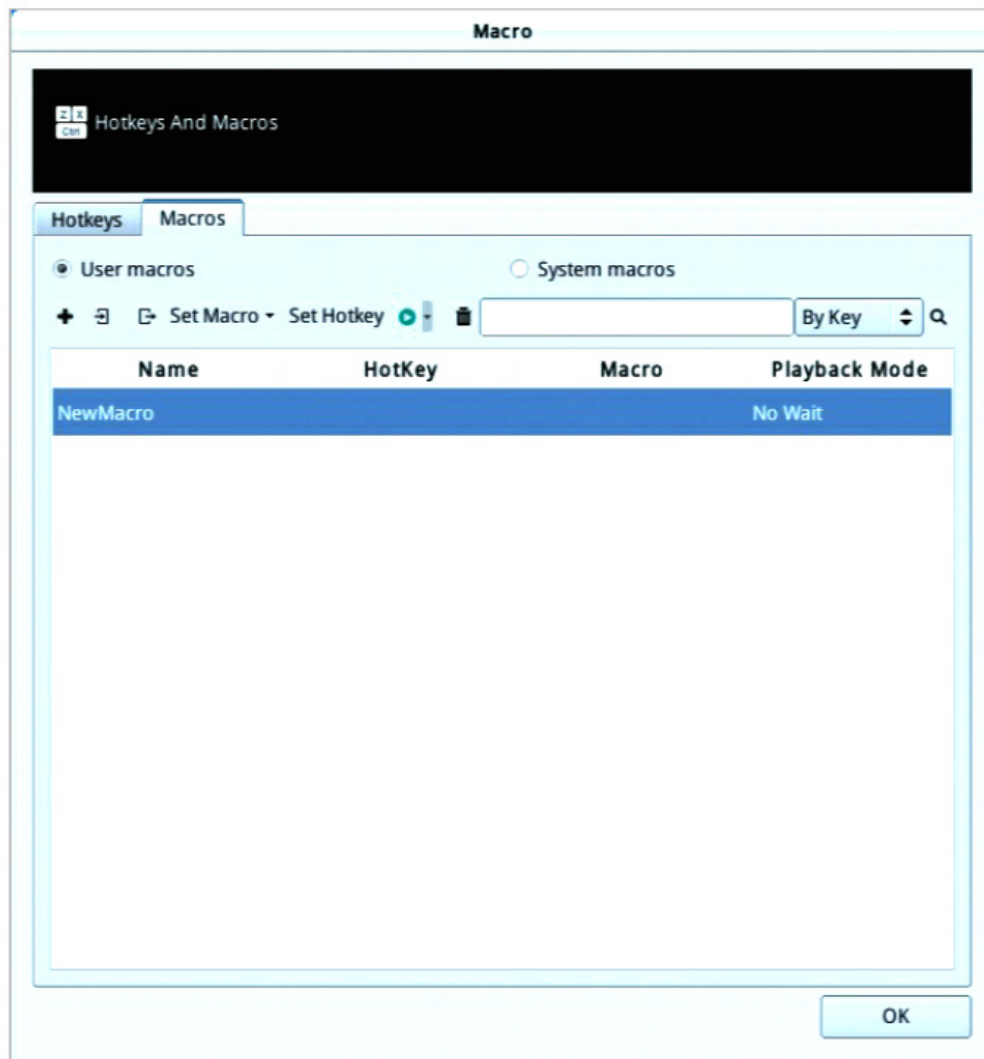 Macro
Z X
Ctrl
Hotkeys And Macros
Hotkeys Macros
User macros System macros
Set Macro Set Hotkey By Key
Name HotKey Macro Playback Mode
NewMacro No Wait
OK